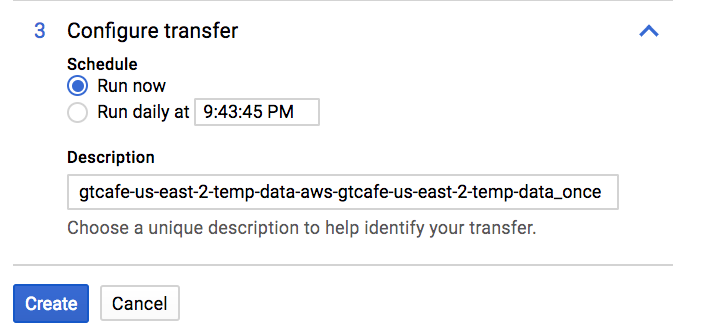 3 Configure transfer
Schedule
Run now
Run daily at 9:43:45 PM
Description
gtcafe-us-east-2-temp-data-aws-gtcafe-us-east-2-temp-data_once
Choose a unique description to help identify your transfer.
Create Cancel